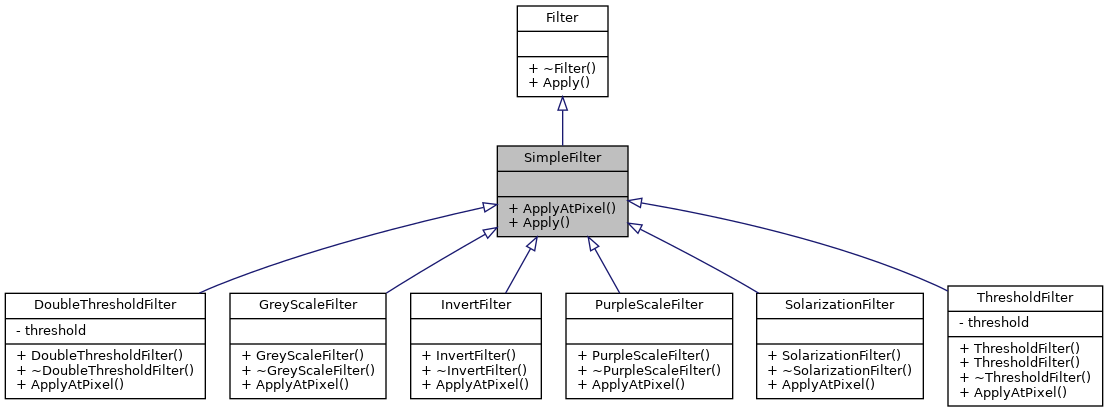 Filter
+ ~Filter()
+ Apply()
SimpleFilter
+ ApplyAtPixel()
+ Apply()
DoubleThresholdFilter
- threshold
+ DoubleThresholdFilter()
+ ~DoubleThresholdFilter()
+ ApplyAtPixel()
GreyScaleFilter
+ GreyScaleFilter()
+ ~GreyScaleFilter()
+ ApplyAtPixel()
InvertFilter
+ InvertFilter()
+ ~InvertFilter()
+ ApplyAtPixel()
PurpleScaleFilter
+ PurpleScaleFilter()
+ ~PurpleScaleFilter()
+ ApplyAtPixel()
SolarizationFilter
+ SolarizationFilter()
+ ~SolarizationFilter()
+ ApplyAtPixel()
ThresholdFilter
- threshold
+ ThresholdFilter()
+ ThresholdFilter()
+ ~ThresholdFilter()
+ ApplyAtPixel()